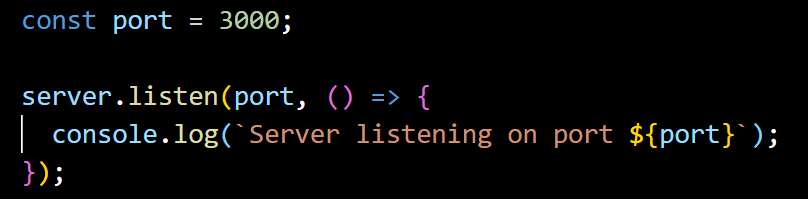 const port = 3000;
server.listen(port, () => {
  console.log(`Server listening on port ${port}`);
});